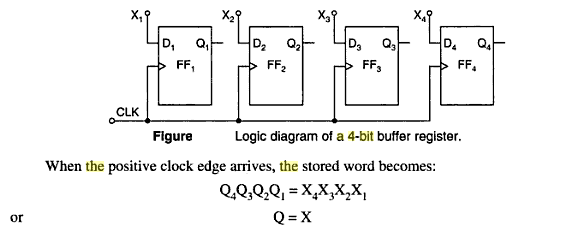 X₁ X₂ X₃ X₄
D₁ Q₁ D₂ Q₂ D₃ Q₃ D₄ Q₄
FF₁ FF₂ FF₃ FF₄
CLK
Figure Logic diagram of a 4-bit buffer register.
When the positive clock edge arrives, the stored word becomes:
Q₄Q₃Q₂Q₁ = X₄X₃X₂X₁
or Q = X